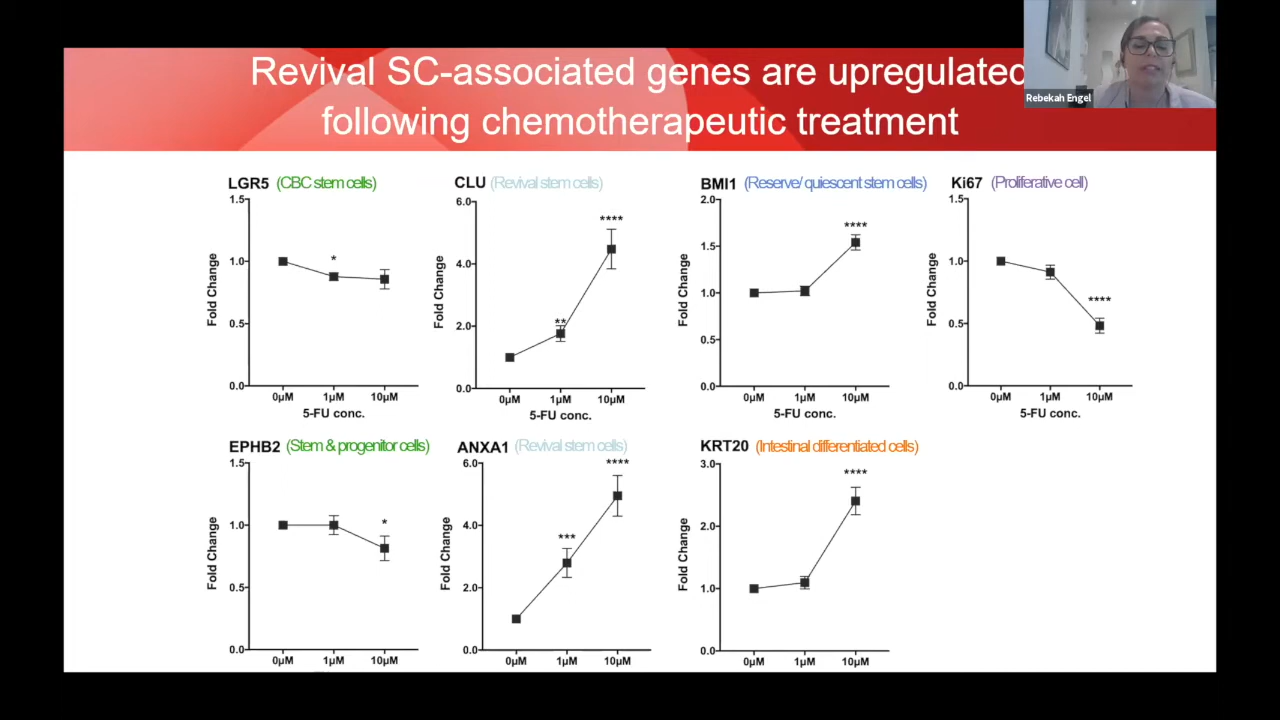 Revival SC-associated genes are upregulated
following chemotherapeutic treatment
Rebekah Engel
LGR5 (CBC stem cells)
1.5
1.0
0.5
0.0
Fold Change
*
0µM 1µM 10µM
5-FU conc.
CLU (Revival stem cells)
6.0
4.0
2.0
0.0
Fold Change
**
****
0µM 1µM 10µM
5-FU conc.
BMI1 (Reserve/ quiescent stem cells)
2.0
1.5
1.0
0.5
0.0
Fold Change
****
0µM 1µM 10µM
5-FU conc.
Ki67 (Proliferative cell)
1.5
1.0
0.5
0.0
Fold Change
****
0µM 1µM 10µM
5-FU conc.
EPHB2 (Stem & progenitor cells)
1.5
1.0
0.5
0.0
Fold Change
*
0µM 1µM 10µM
ANXA1 (Revival stem cells)
6.0
4.0
2.0
0.0
Fold Change
***
****
0µM 1µM 10µM
KRT20 (Intestinal differentiated cells)
3.0
2.0
1.0
0.0
Fold Change
****
0µM 1µM 10µM